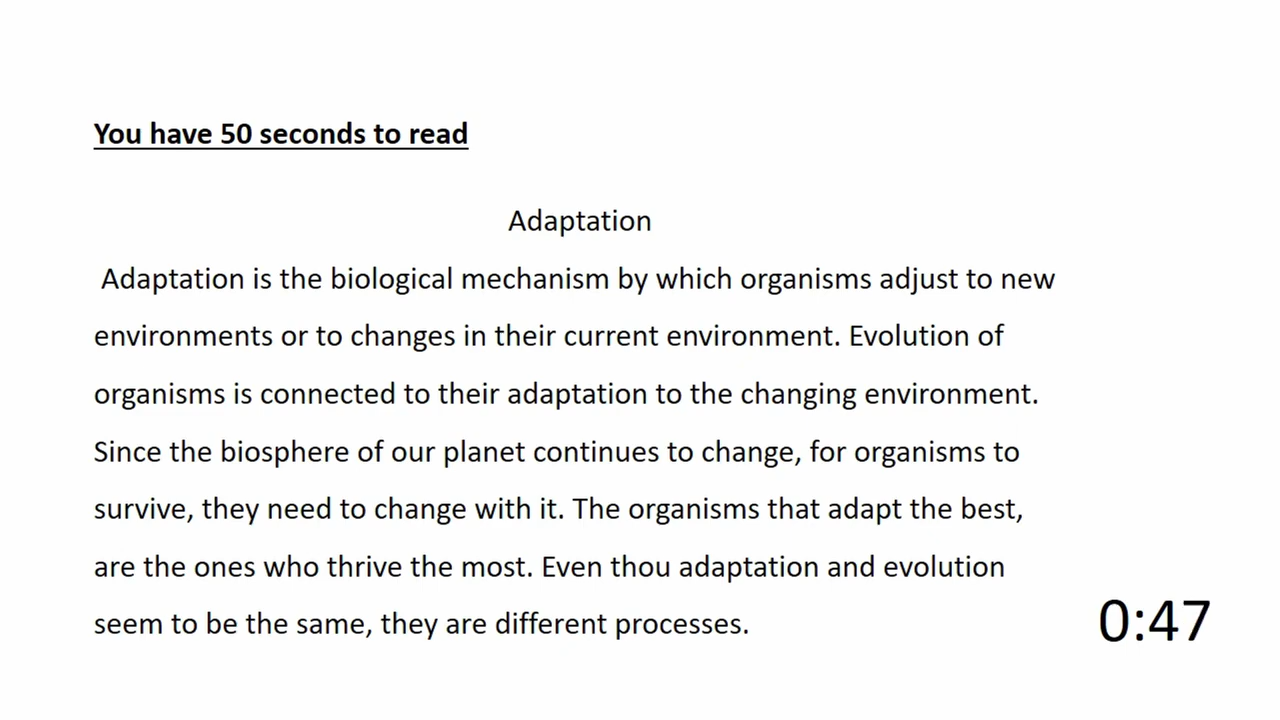 You have 50 seconds to read
Adaptation
Adaptation is the biological mechanism by which organisms adjust to new
environments or to changes in their current environment. Evolution of
organisms is connected to their adaptation to the changing environment.
Since the biosphere of our planet continues to change, for organisms to
survive, they need to change with it. The organisms that adapt the best,
are the ones who thrive the most. Even thou adaptation and evolution
seem to be the same, they are different processes.
0:47